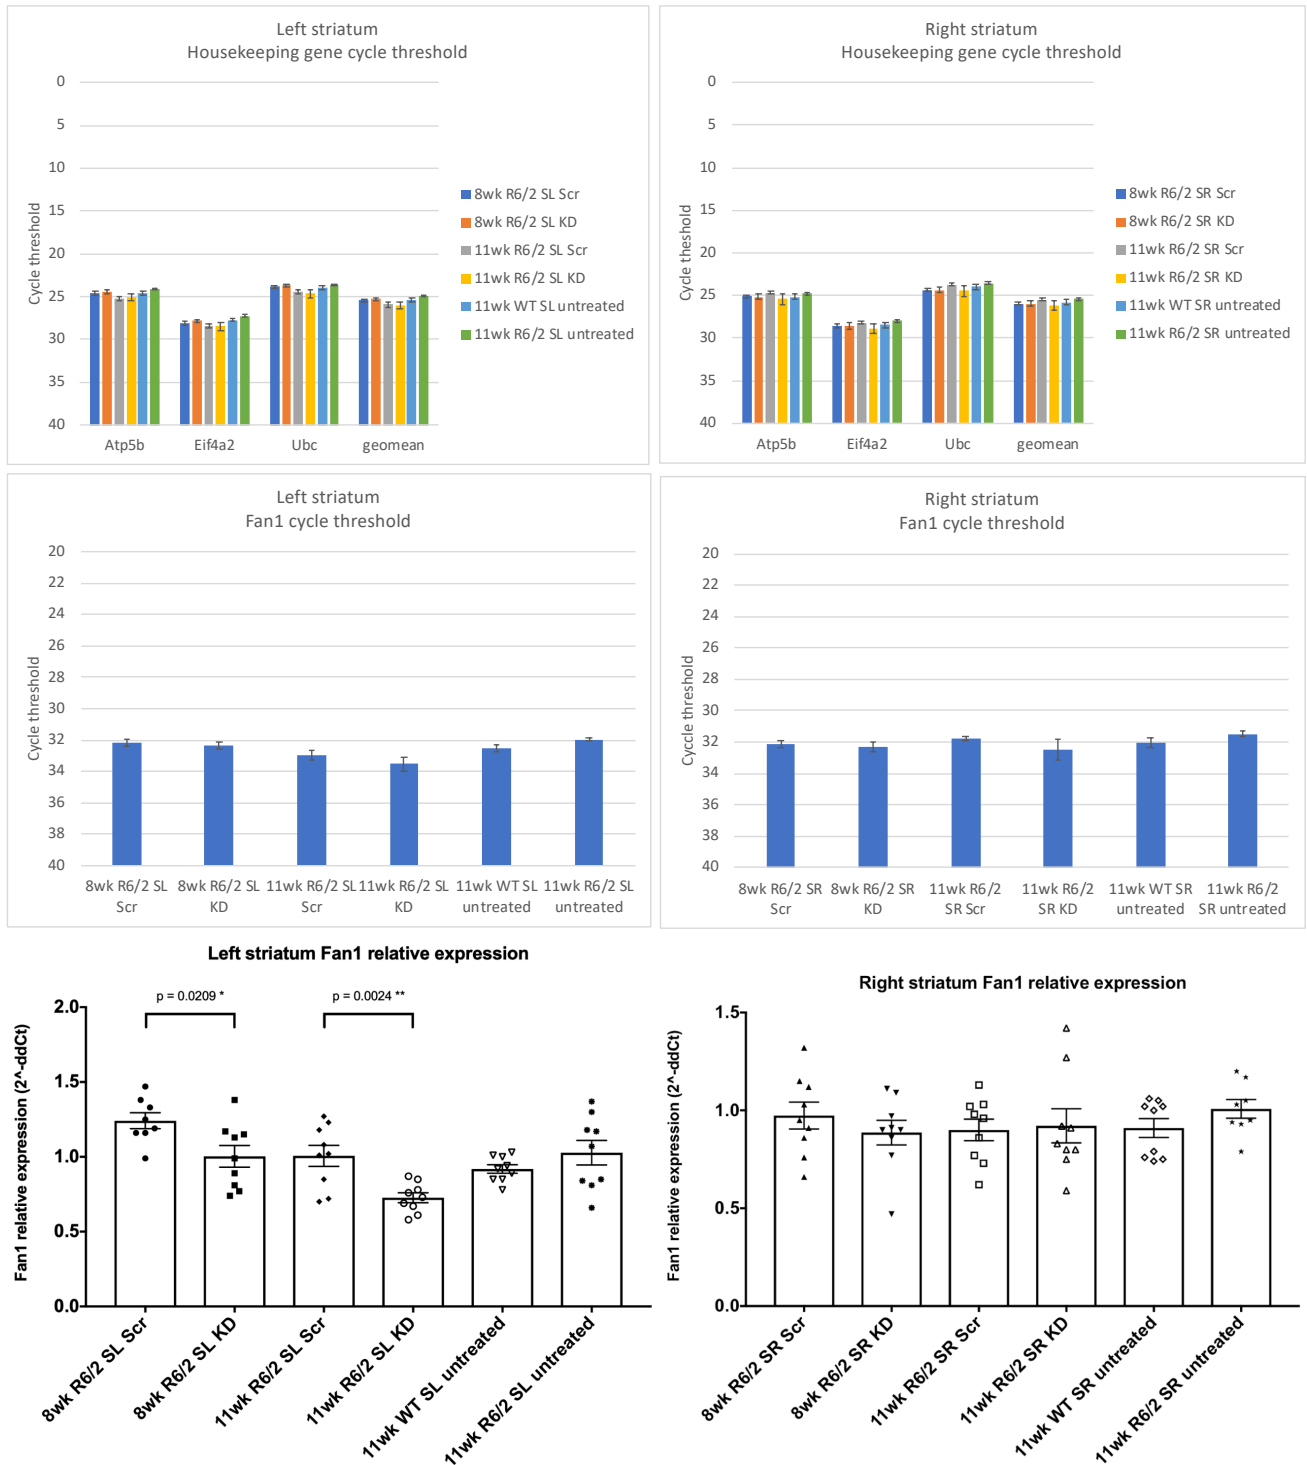 Left striatum
Housekeeping gene cycle threshold
Cycle threshold
0
5
10
15
20
25
30
35
40
Atp5b Eif4a2 Ubc geomean
8wk R6/2 SL Scr
8wk R6/2 SL KD
11wk R6/2 SL Scr
11wk R6/2 SL KD
11wk WT SL untreated
11wk R6/2 SL untreated
Right striatum
Housekeeping gene cycle threshold
Cycle theshold
0
5
10
15
20
25
30
35
40
Atp5b Eif4a2 Ubc geomean
8wk R6/2 SR Scr
8wk R6/2 SR KD
11wk R6/2 SR Scr
11wk R6/2 SR KD
11wk WT SR untreated
11wk R6/2 SR untreated
Left striatum
Fan1 cycle threshold
Cycle threshold
20
22
24
26
28
30
32
34
36
38
40
8wk R6/2 SL 8wk R6/2 SL 11wk R6/2 SL 11wk R6/2 SL 11wk WT SL 11wk R6/2 SL
Scr KD Scr KD untreated untreated
Right striatum
Fan1 cycle threshold
Cyccle threshold
20
22
24
26
28
30
32
34
36
38
40
8wk R6/2 SR 8wk R6/2 SR 11wk R6/2 11wk R6/2 11wk WT SR 11wk R6/2
Scr KD SR Scr SR KD untreated SR untreated
Left striatum Fan1 relative expression
Fan1 relative expression (2^-ddCt)
2.0
1.5
1.0
0.5
0.0
p = 0.0209 * p = 0.0024 **
8wk R6/2 SL Scr
8wk R6/2 SL KD
11wk R6/2 SL Scr
11wk R6/2 SL KD
11wk WT SL untreated
11wk R6/2 SL untreated
Right striatum Fan1 relative expression
Fan1 relative expression (2^-ddCt)
1.5
1.0
0.5
0.0
8wk R6/2 SR Scr
8wk R6/2 SR KD
11wk R6/2 SR Scr
11wk R6/2 SR KD
11wk WT SR untreated
11wk R6/2 SR untreated